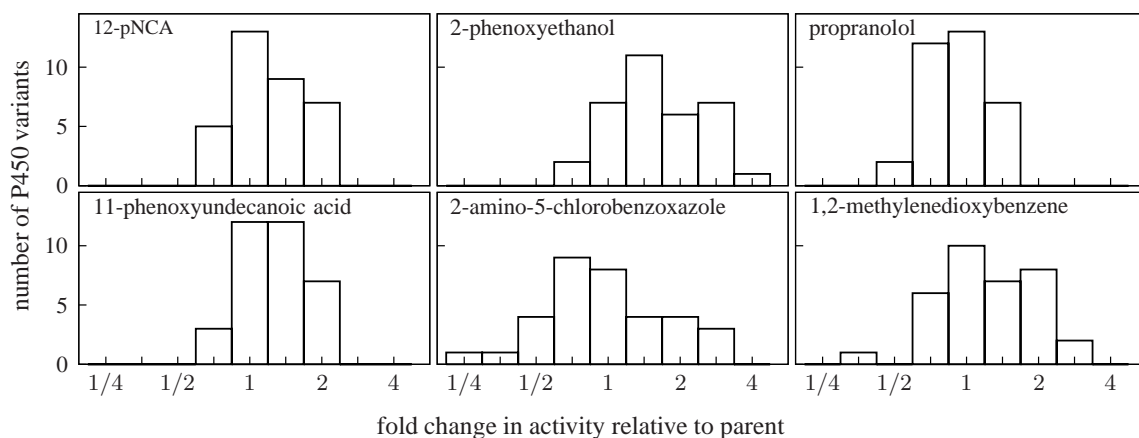 12-pNCA 2-phenoxyethanol propranolol
10
5
0
11-phenoxyundecanoic acid 2-amino-5-chlorobenzoxazole 1,2-methylenedioxybenzene
10
5
0
number of P450 variants
1/4 1/2 1 2 4 1/4 1/2 1 2 4 1/4 1/2 1 2 4
fold change in activity relative to parent